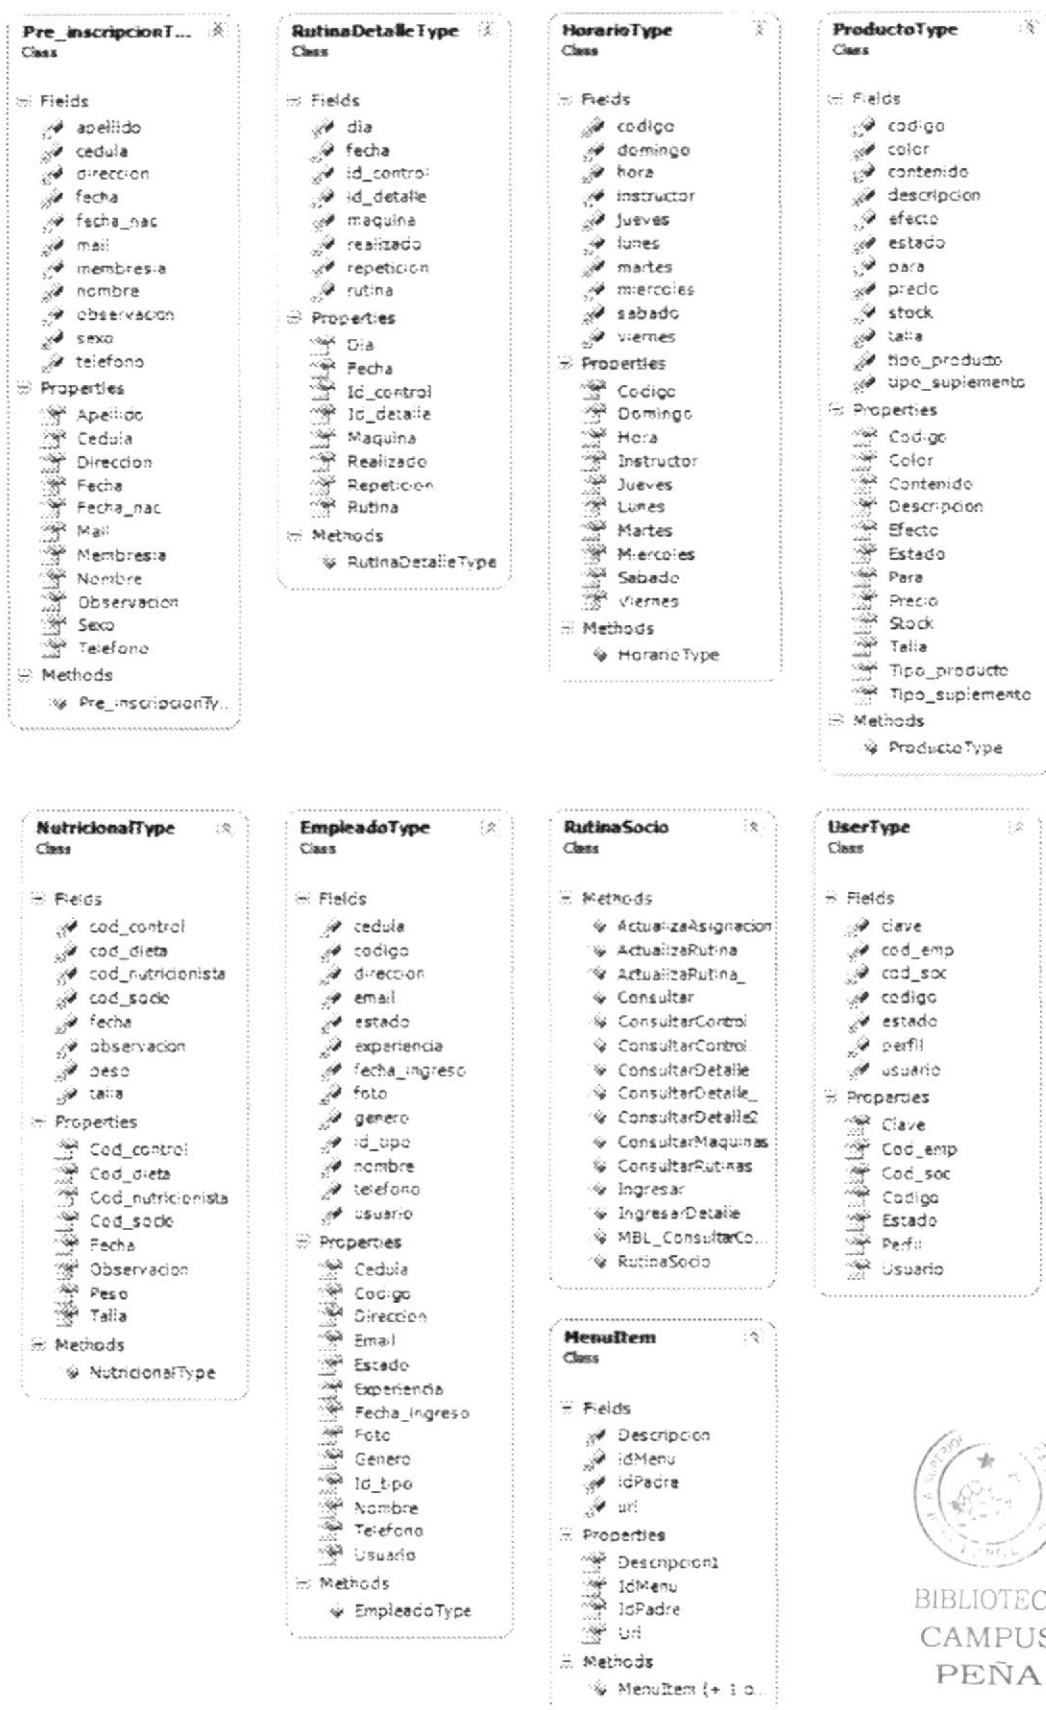 Pre_inscripcionT...
Class
Fields
apellido
cedula
direccion
fecha
fecha_nac
mail
membresia
nombre
observacion
sexo
telefono
Properties
Apellido
Cedula
Direccion
Fecha
Fecha_nac
Mail
Membresia
Nombre
Observacion
Sexo
Telefono
Methods
Pre_inscripcionTy...
RutinaDetalleType
Class
Fields
dia
fecha
id_control
id_detalle
maquina
realizado
repeticion
rutina
Properties
Dia
Fecha
Id_control
Id_detalle
Maquina
Realizado
Repeticion
Rutina
Methods
RutinaDetalleType
HorarioType
Class
Fields
codigo
domingo
hora
instructor
jueves
lunes
martes
miercoles
sabado
viernes
Properties
Codigo
Domingo
Hora
Instructor
Jueves
Lunes
Martes
Miercoles
Sabado
Viernes
Methods
HorarioType
ProductoType
Class
Fields
codigo
color
contenido
descripcion
efecto
estado
para
precio
stock
talla
tipo_producto
tipo_suplemento
Properties
Codigo
Color
Contenido
Descripcion
Efecto
Estado
Para
Precio
Stock
Talla
Tipo_producto
Tipo_suplemento
Methods
ProductoType
NutricionalType
Class
Fields
cod_control
cod_dieta
cod_nutricionista
cod_socio
fecha
observacion
peso
talla
Properties
Cod_control
Cod_dieta
Cod_nutricionista
Cod_socio
Fecha
Observacion
Peso
Talla
Methods
NutricionalType
EmpleadoType
Class
Fields
cedula
codigo
direccion
email
estado
experiencia
fecha_ingreso
foto
genero
id_tipo
nombre
telefono
usuario
Properties
Cedula
Codigo
Direccion
Email
Estado
Experiencia
Fecha_ingreso
Foto
Genero
Id_tipo
Nombre
Telefono
Usuario
Methods
EmpleadoType
RutinaSocio
Class
Methods
ActualizaAsignacion
ActualizaRutina
ActualizaRutina_
Consultar
ConsultarControl
ConsultarControl_
ConsultarDetalle
ConsultarDetalle_
ConsultarDetalle2
ConsultarMaquinas
ConsultarRutinas
Ingresar
IngresarDetalle
MBL_ConsultarCo...
RutinaSocio
MenuItem
Class
Fields
Descripcion
idMenu
idPadre
url
Properties
Descripcion1
IdMenu
IdPadre
Url
Methods
MenuItem (+ 1 o...
UserType
Class
Fields
clave
cod_emp
cod_soc
codigo
estado
perfil
usuario
Properties
Clave
Cod_emp
Cod_soc
Codigo
Estado
Perfil
Usuario
BIBLIOTEC
CAMPUS
PEÑA